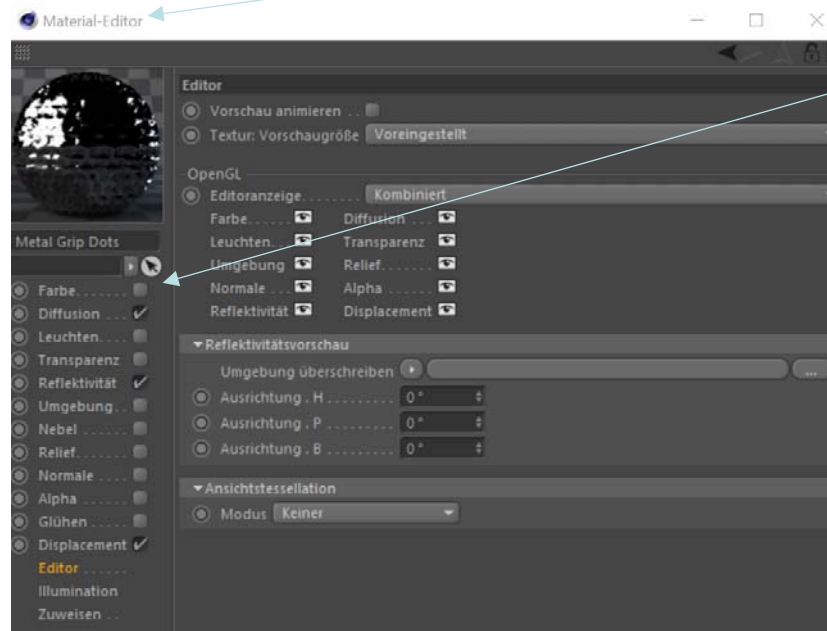 Material-Editor
Editor
Vorschau animieren . .
Textur: Vorschaugröße Voreingestellt
OpenGL
Editoranzeige........ Kombiniert
Farbe...... Diffusion ....
Leuchten... Transparenz
Umgebung Relief.......
Normale ... Alpha .......
Reflektivität Displacement
Reflektivitätsvorschau
Umgebung überschreiben ...
Ausrichtung . H ......... 0 °
Ausrichtung . P ......... 0 °
Ausrichtung . B ......... 0 °
Ansichtstessellation
Modus Keiner
Metal Grip Dots
Farbe.......
Diffusion ...
Leuchten....
Transparenz
Reflektivität
Umgebung..
Nebel ......
Relief.......
Normale ....
Alpha .......
Glühen .....
Displacement
Editor ......
Illumination
Zuweisen ..